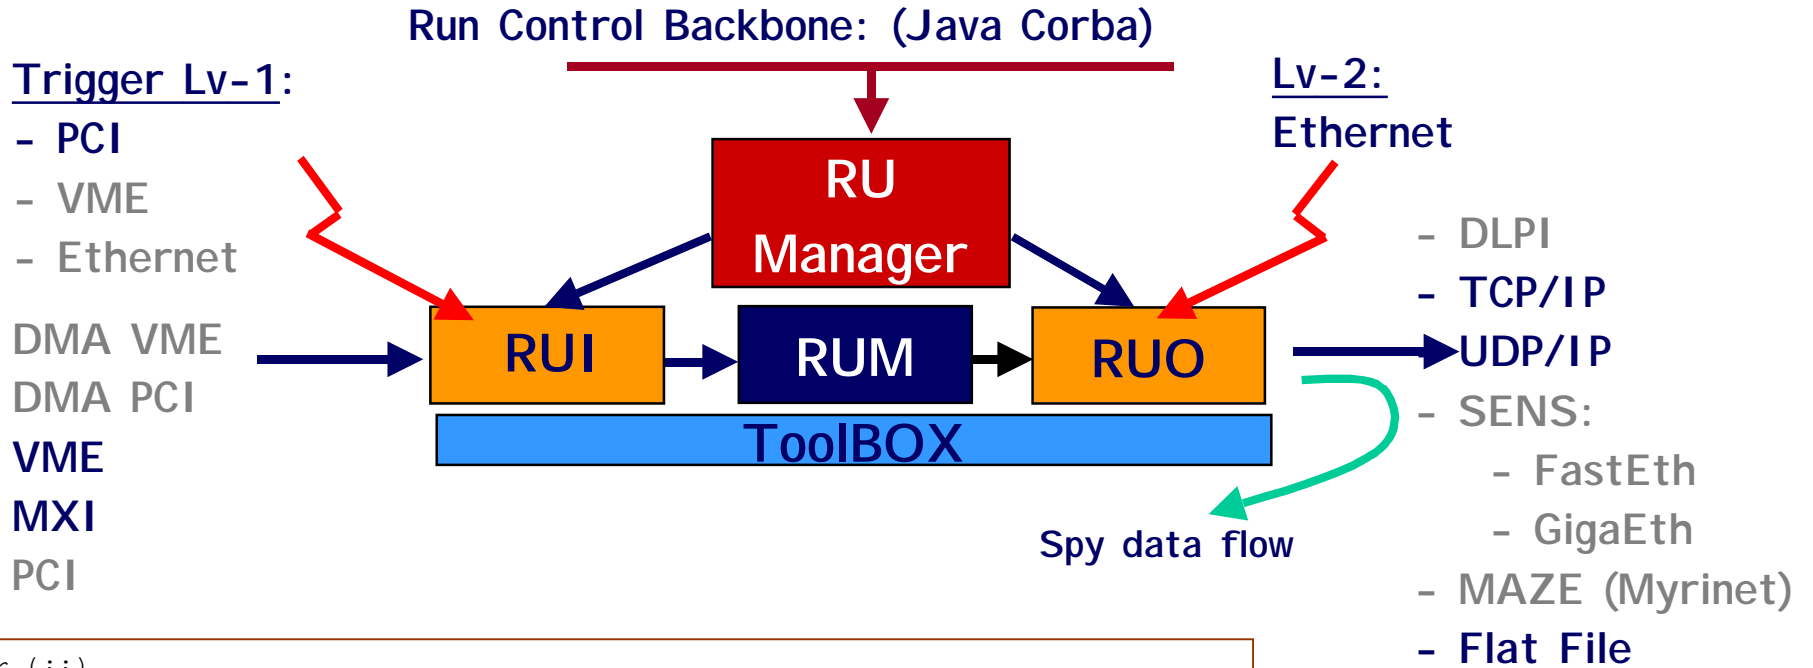 Run Control Backbone: (Java Corba)
Trigger Lv-1:
- PCI
- VME
- Ethernet
DMA VME
DMA PCI
VME
MXI
PCI
RU
Manager
RUI
RUM
RUO
ToolBOX
Spy data flow
Lv-2:
Ethernet
- DLPI
- TCP/IP
- UDP/IP
- SENS:
- FastEth
- GigaEth
- MAZE (Myrinet)
- Flat File